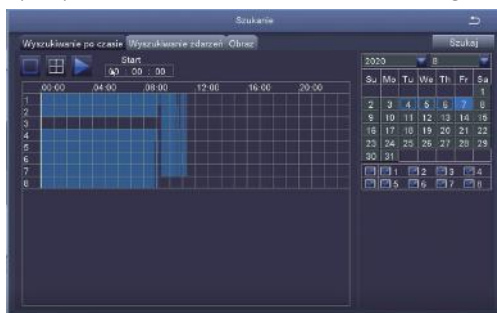 Szukanie
Wyszukiwanie po czasie Wyszukiwanie zdarzeń Obraz Szukaj
Start
00 : 00 : 00
2020 8
Su Mo Tu We Th Fr Sa
1
2 3 4 5 6 7 8
9 10 11 12 13 14 15
16 17 18 19 20 21 22
23 24 25 26 27 28 29
30 31
1 2 3 4
5 6 7 8
00:00 04:00 08:00 12:00 16:00 20:00
1
2
3
4
5
6
7
8